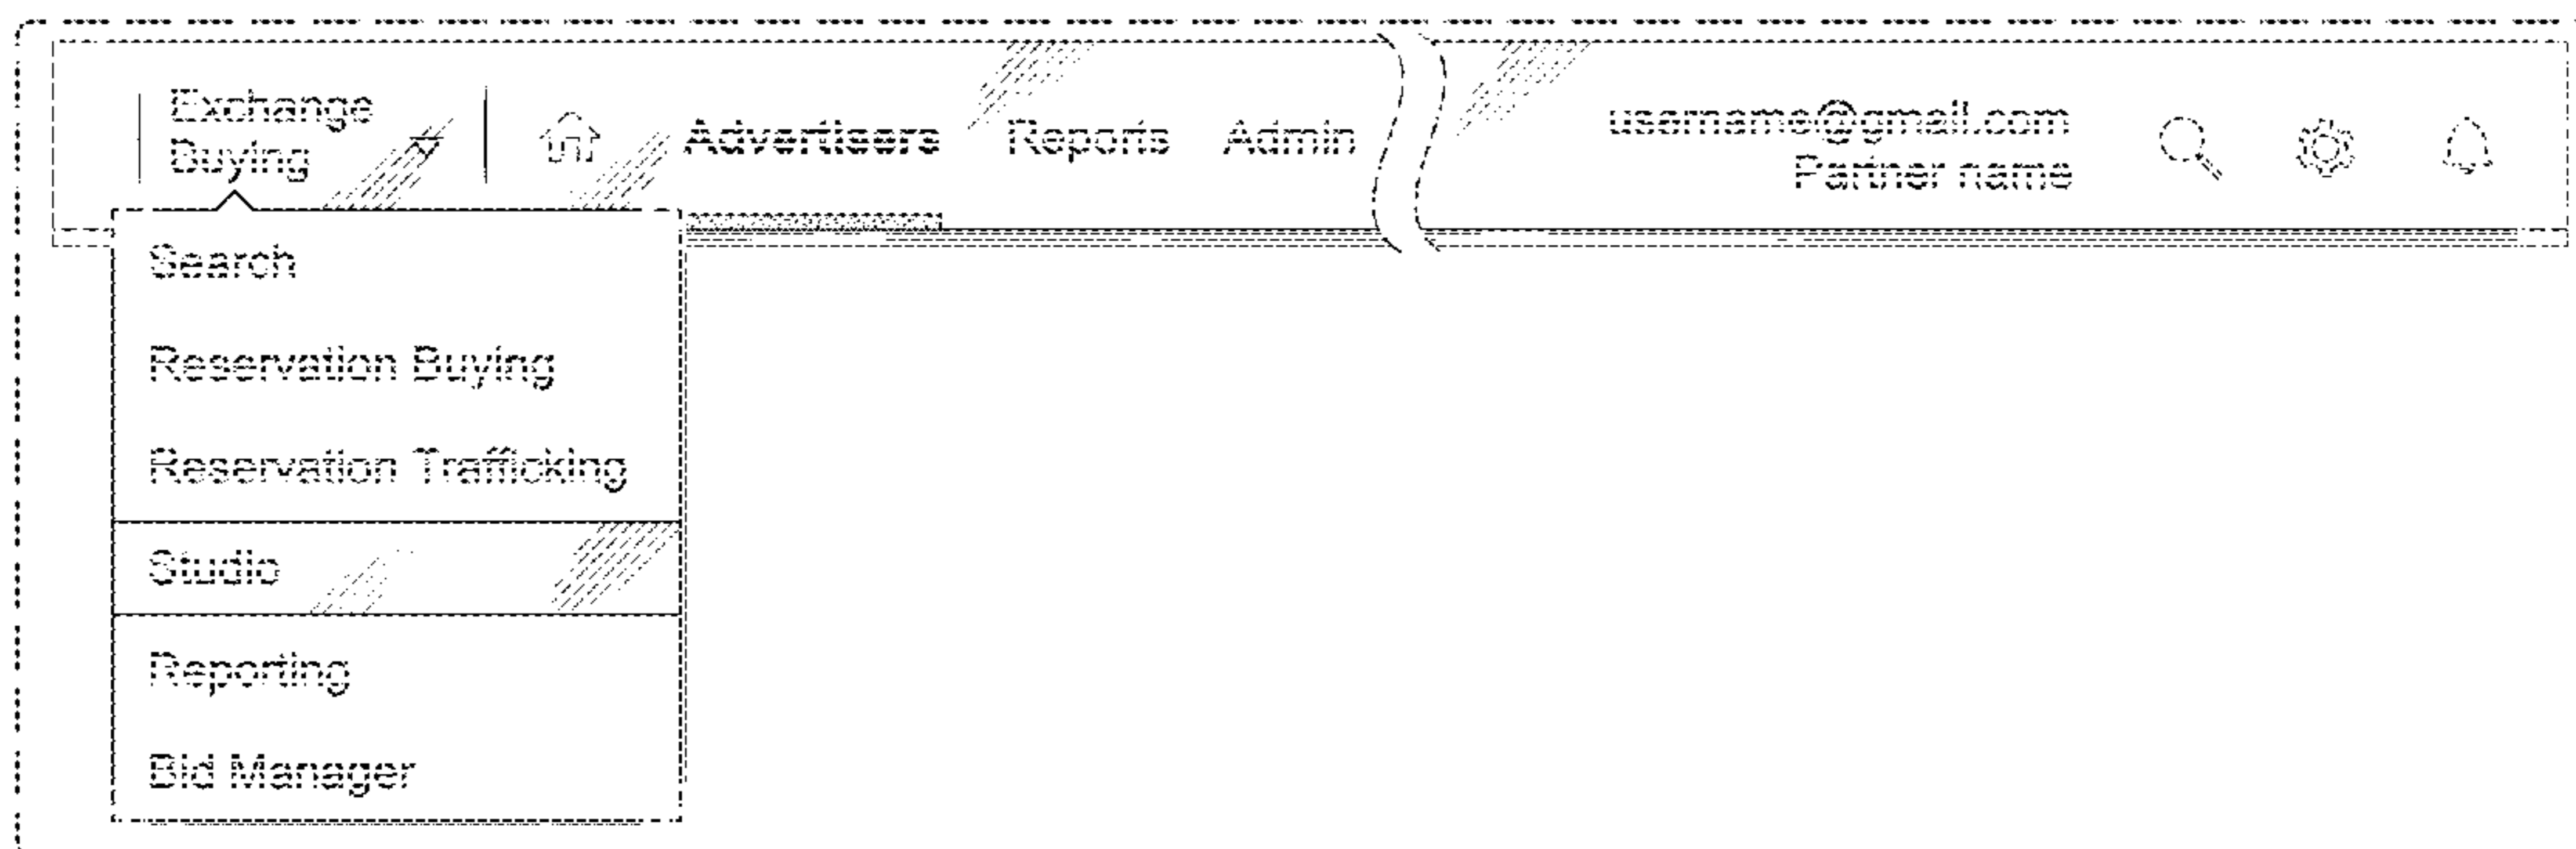 Exchange
Buying
Advertisers Reports Admin
username@gmail.com
Partner name
Search
Reservation Buying
Reservation Trafficking
Studio
Reporting
Bid Manager